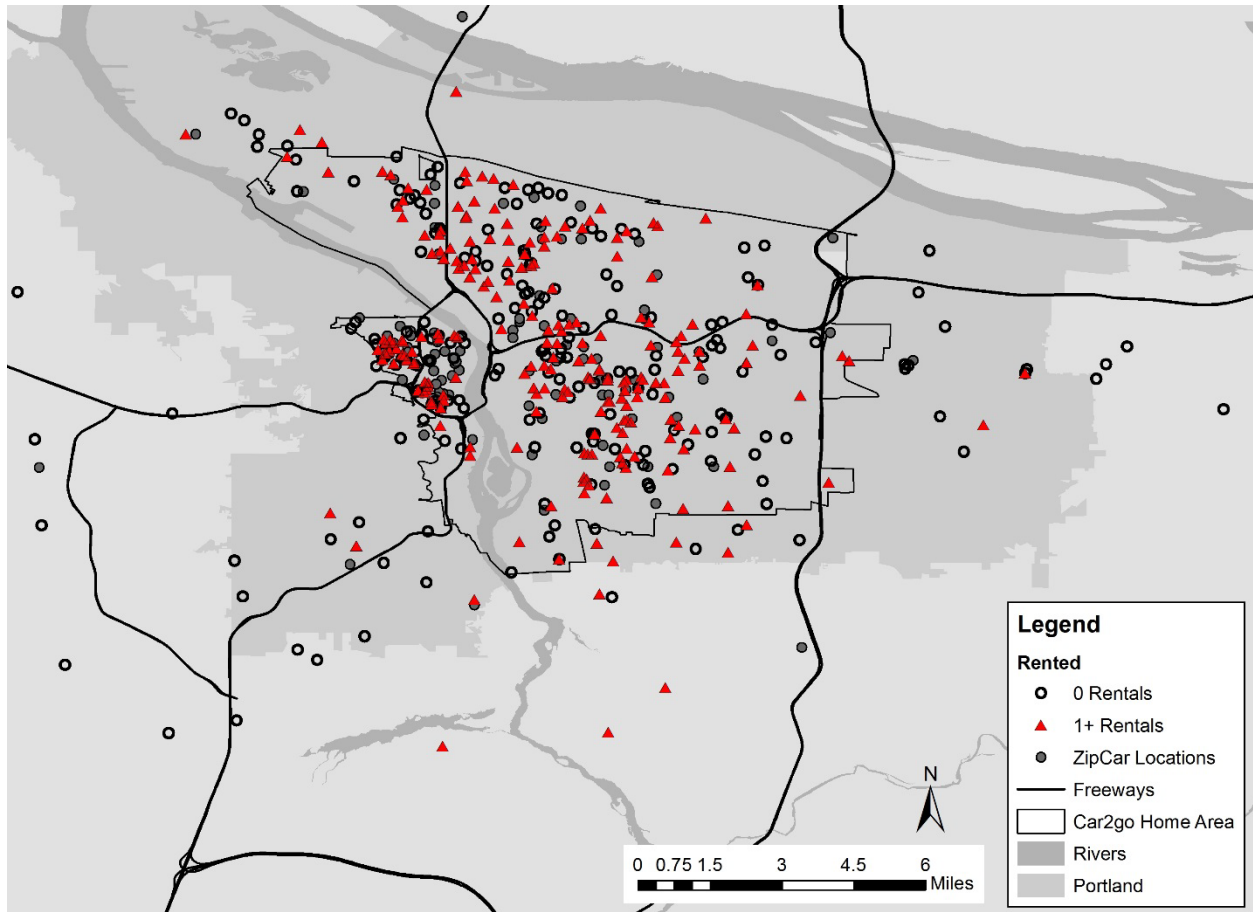 Legend
Rented
0 Rentals
1+ Rentals
ZipCar Locations
Freeways
Car2go Home Area
Rivers
Portland
N
0 0.75 1.5 3 4.5 6
Miles